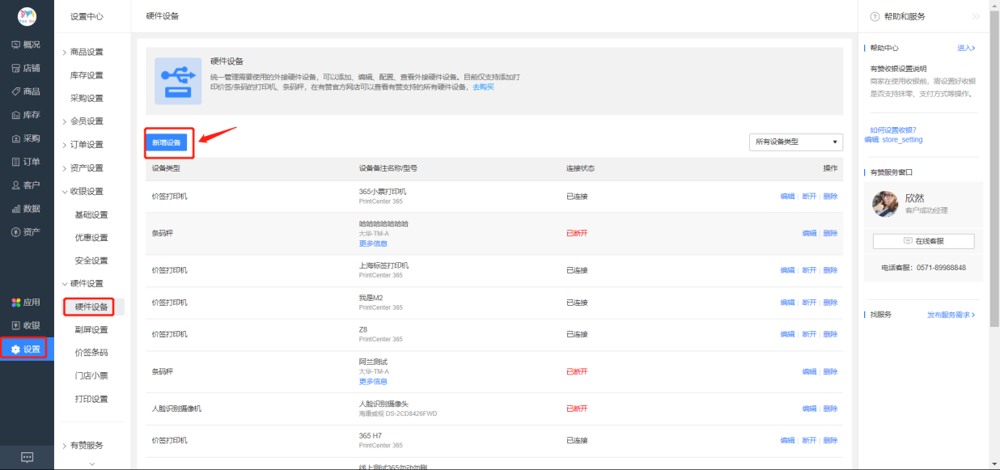 设置中心
硬件设备
帮助和服务
概况
店铺
商品
库存
采购
订单
客户
数据
资产
应用
收银
设置
商品设置
库存设置
采购设置
会员设置
订单设置
资产设置
收银设置
基础设置
优惠设置
安全设置
硬件设置
硬件设备
副屏设置
价签条码
门店小票
打印设置
有赞服务
硬件设备
统一管理需要使用的外接硬件设备，可以添加、编辑、配置、查看外接硬件设备。目前仅支持添加打
印价签/条码的打印机、条码秤，在有赞官方网店可以查看有赞支持的所有硬件设备，去购买
新增设备
所有设备类型
设备类型 设备备注名称/型号 连接状态 操作
价签打印机 365小票打印机 已连接 编辑 断开 删除
PrintCenter 365
条码秤 哈哈哈哈哈哈哈 已断开 编辑 删除
大华-TM-A
更多信息
价签打印机 上海标签打印机 已连接 编辑 断开 删除
PrintCenter 365
价签打印机 我是M2 已连接 编辑 断开 删除
PrintCenter 365
价签打印机 Z8 已连接 编辑 断开 删除
PrintCenter 365
条码秤 阿兰测试 已断开 编辑 删除
大华-TM-A
更多信息
人脸识别摄像机 人脸识别摄像头 已断开 编辑 删除
海康威视 DS-2CD8426FWD
价签打印机 365 H7 已连接 编辑 断开 删除
PrintCenter 365
线上测试365勿动勿删
帮助中心 进入
有赞收银设置说明
商家在使用收银前，需设置好收银
是否支持抹零、支付方式等操作。
如何设置收银?
编辑: store_setting
有赞服务窗口
欣然
客户成功经理
在线客服
电话客服：0571-89988848
找服务 发布服务需求